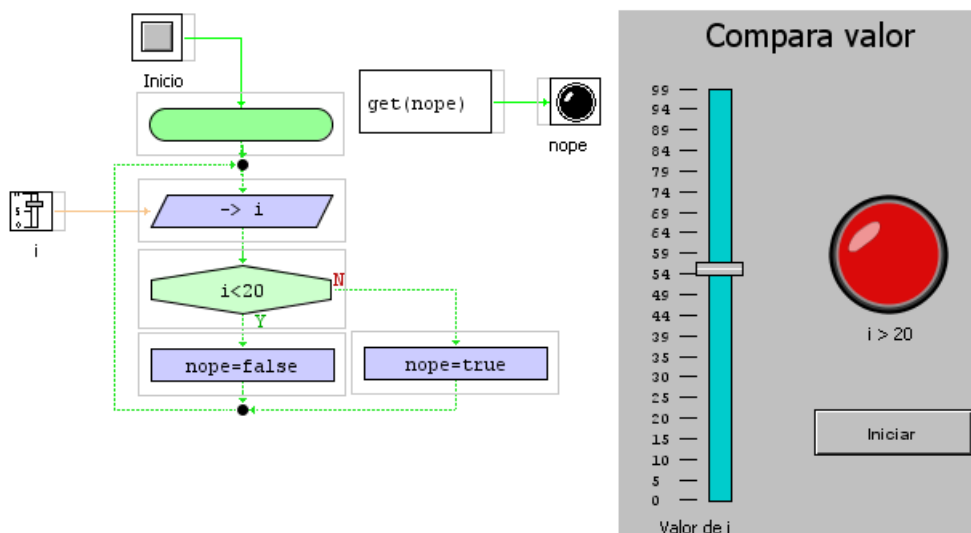 Inicio
get(nope)
nope
-> i
i
i<20
N
Y
nope=false
nope=true
Compara valor
99
94
89
84
79
74
69
64
59
54
49
44
39
35
30
25
20
15
10
5
0
Valor de i
i > 20
Iniciar